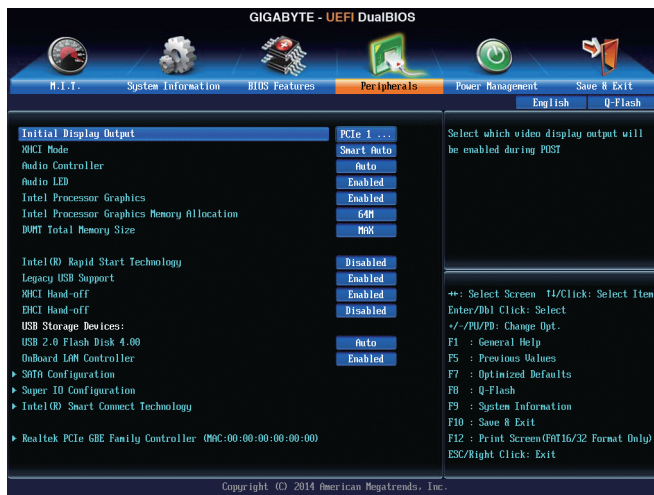 GIGABYTE - UEFI DualBIOS
M.I.T. System Information BIOS Features Peripherals Power Management Save & Exit
English Q-Flash
Initial Display Output PCIe 1 ...
XHCI Mode Smart Auto
Audio Controller Auto
Audio LED Enabled
Intel Processor Graphics Enabled
Intel Processor Graphics Memory Allocation 64M
DVMT Total Memory Size MAX
Intel(R) Rapid Start Technology Disabled
Legacy USB Support Enabled
XHCI Hand-off Enabled
EHCI Hand-off Disabled
USB Storage Devices:
USB 2.0 Flash Disk 4.00 Auto
OnBoard LAN Controller Enabled
SATA Configuration
Super IO Configuration
Intel(R) Smart Connect Technology
Realtek PCIe GBE Family Controller (MAC:00:00:00:00:00:00)
Select which video display output will
be enabled during POST
→←: Select Screen ↑↓/Click: Select Item
Enter/Dbl Click: Select
+/-/PU/PD: Change Opt.
F1 : General Help
F5 : Previous Values
F7 : Optimized Defaults
F8 : Q-Flash
F9 : System Information
F10 : Save & Exit
F12 : Print Screen(FAT16/32 Format Only)
ESC/Right Click: Exit
Copyright (C) 2014 American Megatrends, Inc.